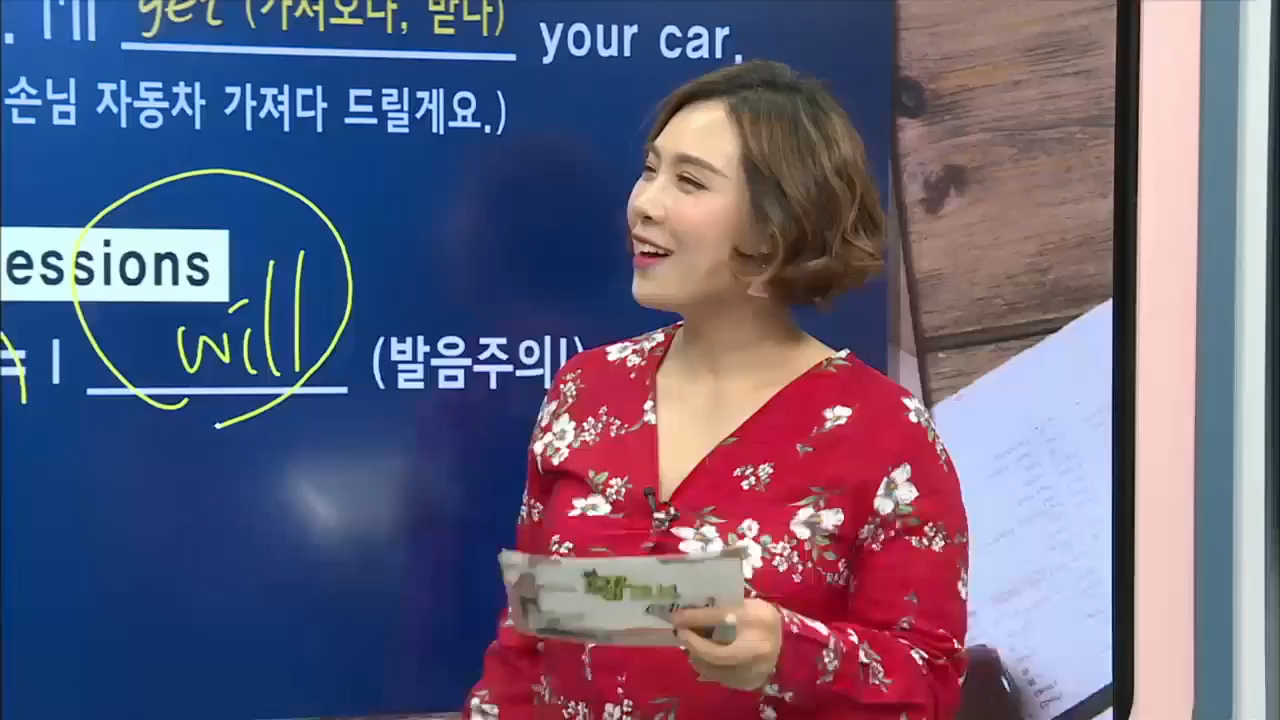 . I'll get (가져오다, 받다) your car.
손님 자동차 가져다 드릴게요.)
essions
I will (발음주의!)